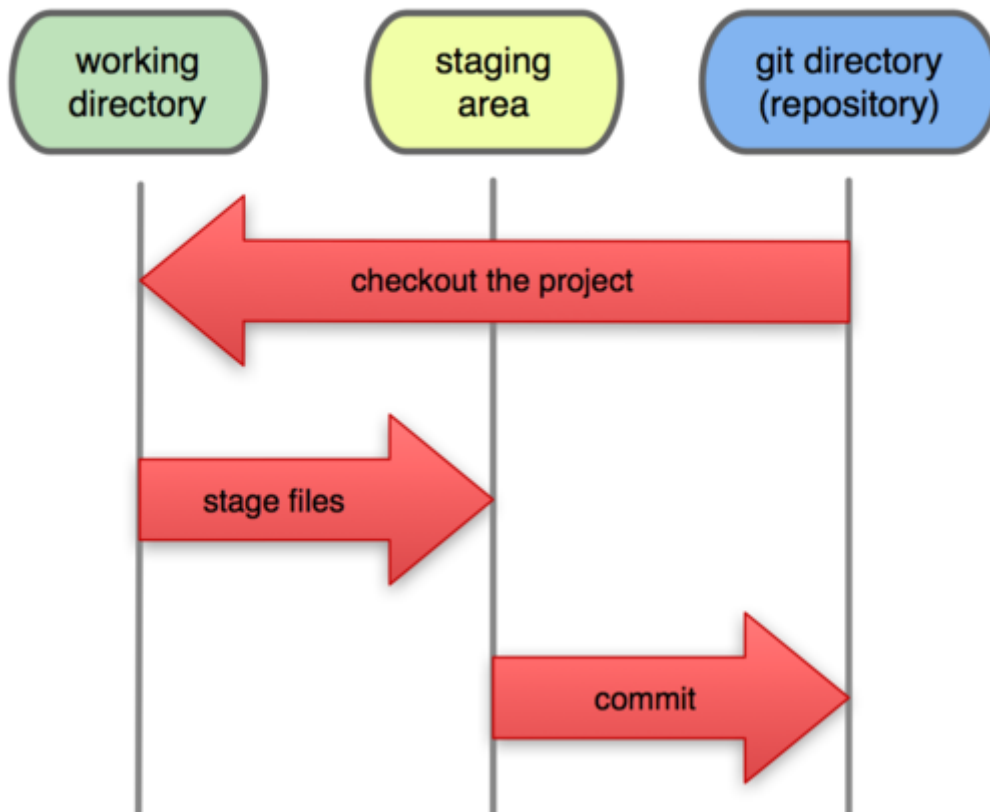 working
directory
staging
area
git directory
(repository)
checkout the project
stage files
commit